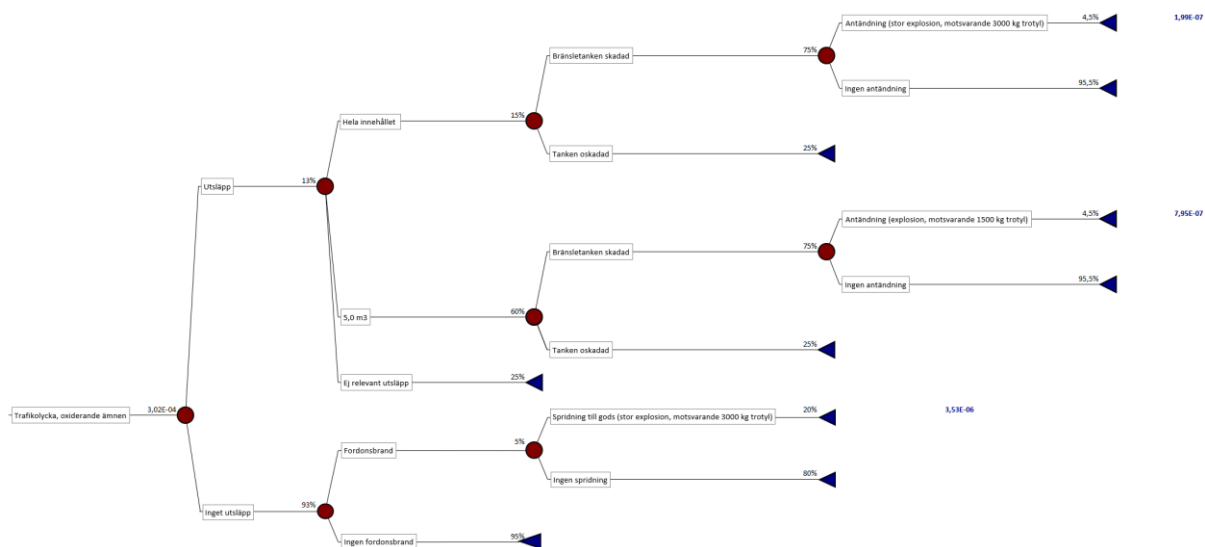 Antändning (stor explosion, motsvarande 3000 kg trotyl) 4,5% 1,99E-07
Bränsletanken skadad 75%
Ingen antändning 95,5%
Hela innehållet 15%
Tanken oskadad 25%
Utsläpp 13%
Antändning (explosion, motsvarande 1500 kg trotyl) 4,5% 7,95E-07
Bränsletanken skadad 75%
Ingen antändning 95,5%
5,0 m3 60%
Tanken oskadad 25%
Ej relevant utsläpp 25%
Trafikolycka, oxiderande ämnen 3,02E-04
Spridning till gods (stor explosion, motsvarande 3000 kg trotyl) 20% 3,53E-06
Fordonsbrand 5%
Ingen spridning 80%
Inget utsläpp 93%
Ingen fordonsbrand 95%